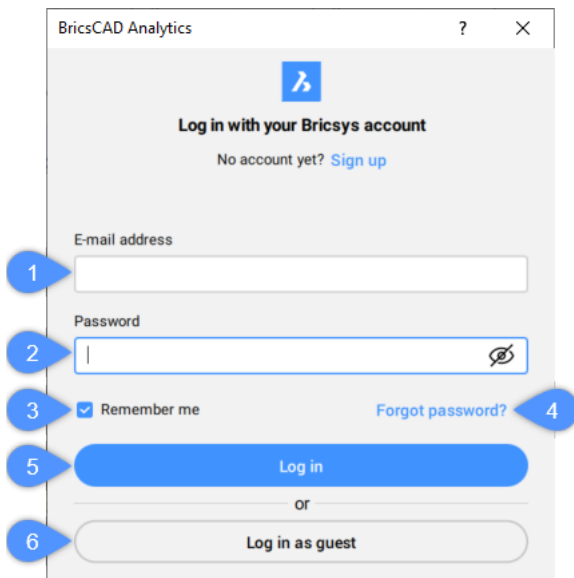 BricsCAD Analytics ? ×
Log in with your Bricsys account
No account yet? Sign up
E-mail address
1
Password
2
3 Remember me Forgot password? 4
5 Log in
or
6 Log in as guest